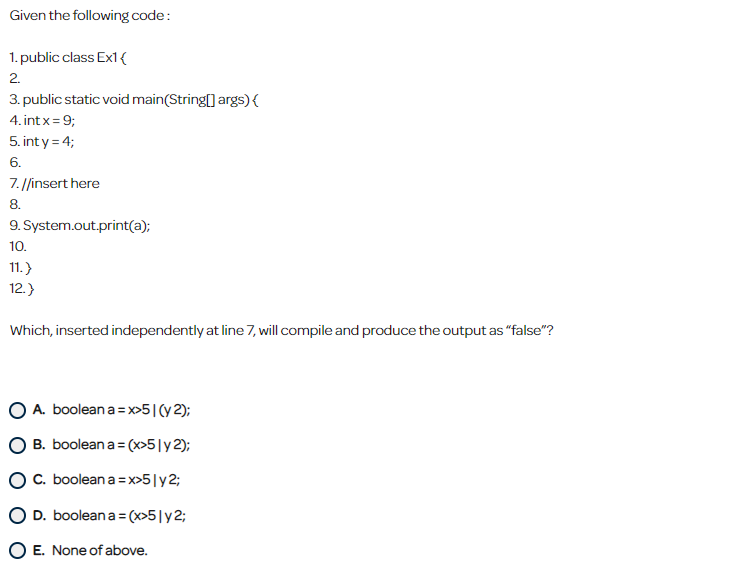 Given the following code :
1. public class Ex1 {
2.
3. public static void main(String[] args) {
4. int x = 9;
5. int y = 4;
6.
7. //insert here
8.
9. System.out.print(a);
10.
11. }
12. }
Which, inserted independently at line 7, will compile and produce the output as “false”?
A. boolean a = x>5 | (y 2);
B. boolean a = (x>5 | y 2);
C. boolean a = x>5 | y 2;
D. boolean a = (x>5 | y 2;
E. None of above.